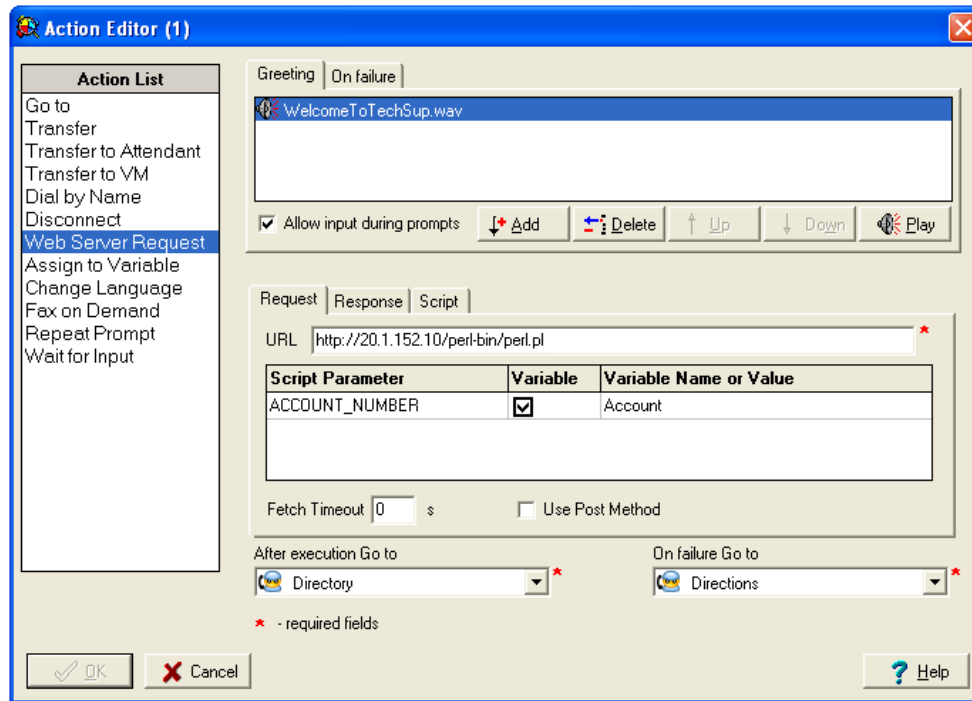 Action Editor (1)
Action List
Go to
Transfer
Transfer to Attendant
Transfer to VM
Dial by Name
Disconnect
Web Server Request
Assign to Variable
Change Language
Fax on Demand
Repeat Prompt
Wait for Input
Greeting On failure
WelcomeToTechSup.wav
Allow input during prompts Add Delete Up Down Play
Request Response Script
URL http://20.1.152.10/perl-bin/perl.pl *
Script Parameter Variable Variable Name or Value
ACCOUNT_NUMBER Account
Fetch Timeout 0 s Use Post Method
After execution Go to On failure Go to
Directory * Directions *
* - required fields
OK Cancel Help